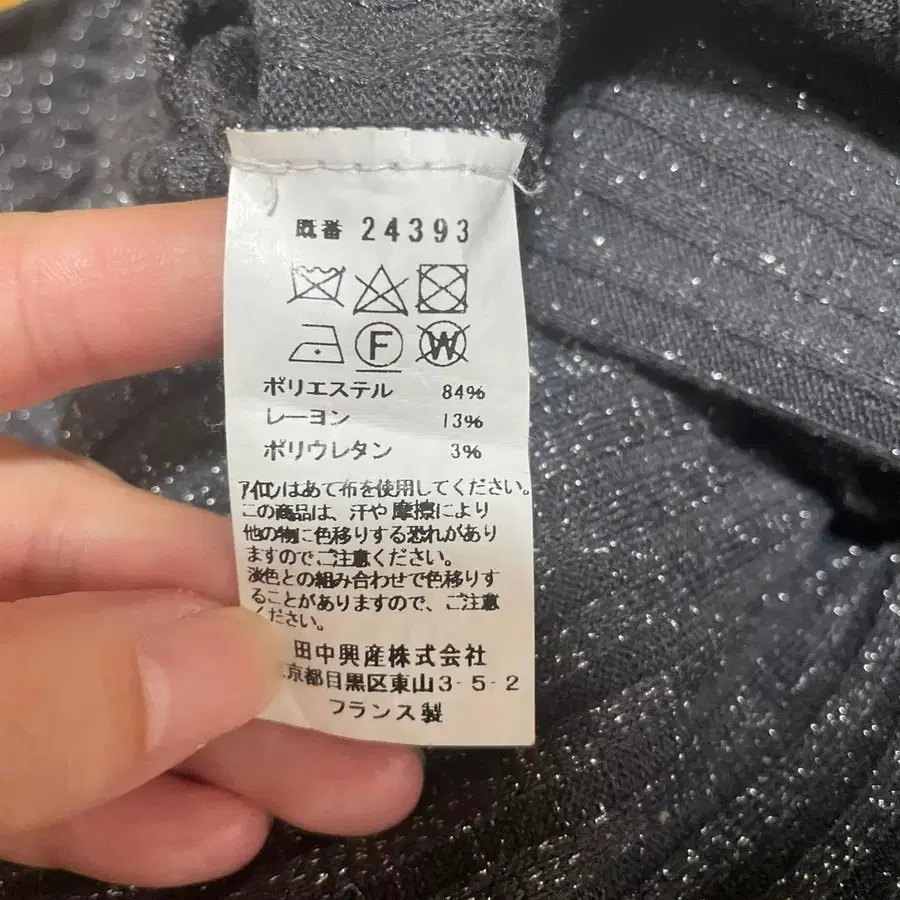 既番 24393
F W
ポリエステル 84%
レーヨン 13%
ポリウレタン 3%
アイロンはあて布を使用してください。
この商品は、汗や摩擦により
他の物に色移りする恐れがあり
ますのでご注意ください。
淡色との組み合わせで色移りす
ることがありますので、ご注意
ください。
田中興産株式会社
京都目黒区東山3-5-2
フランス製